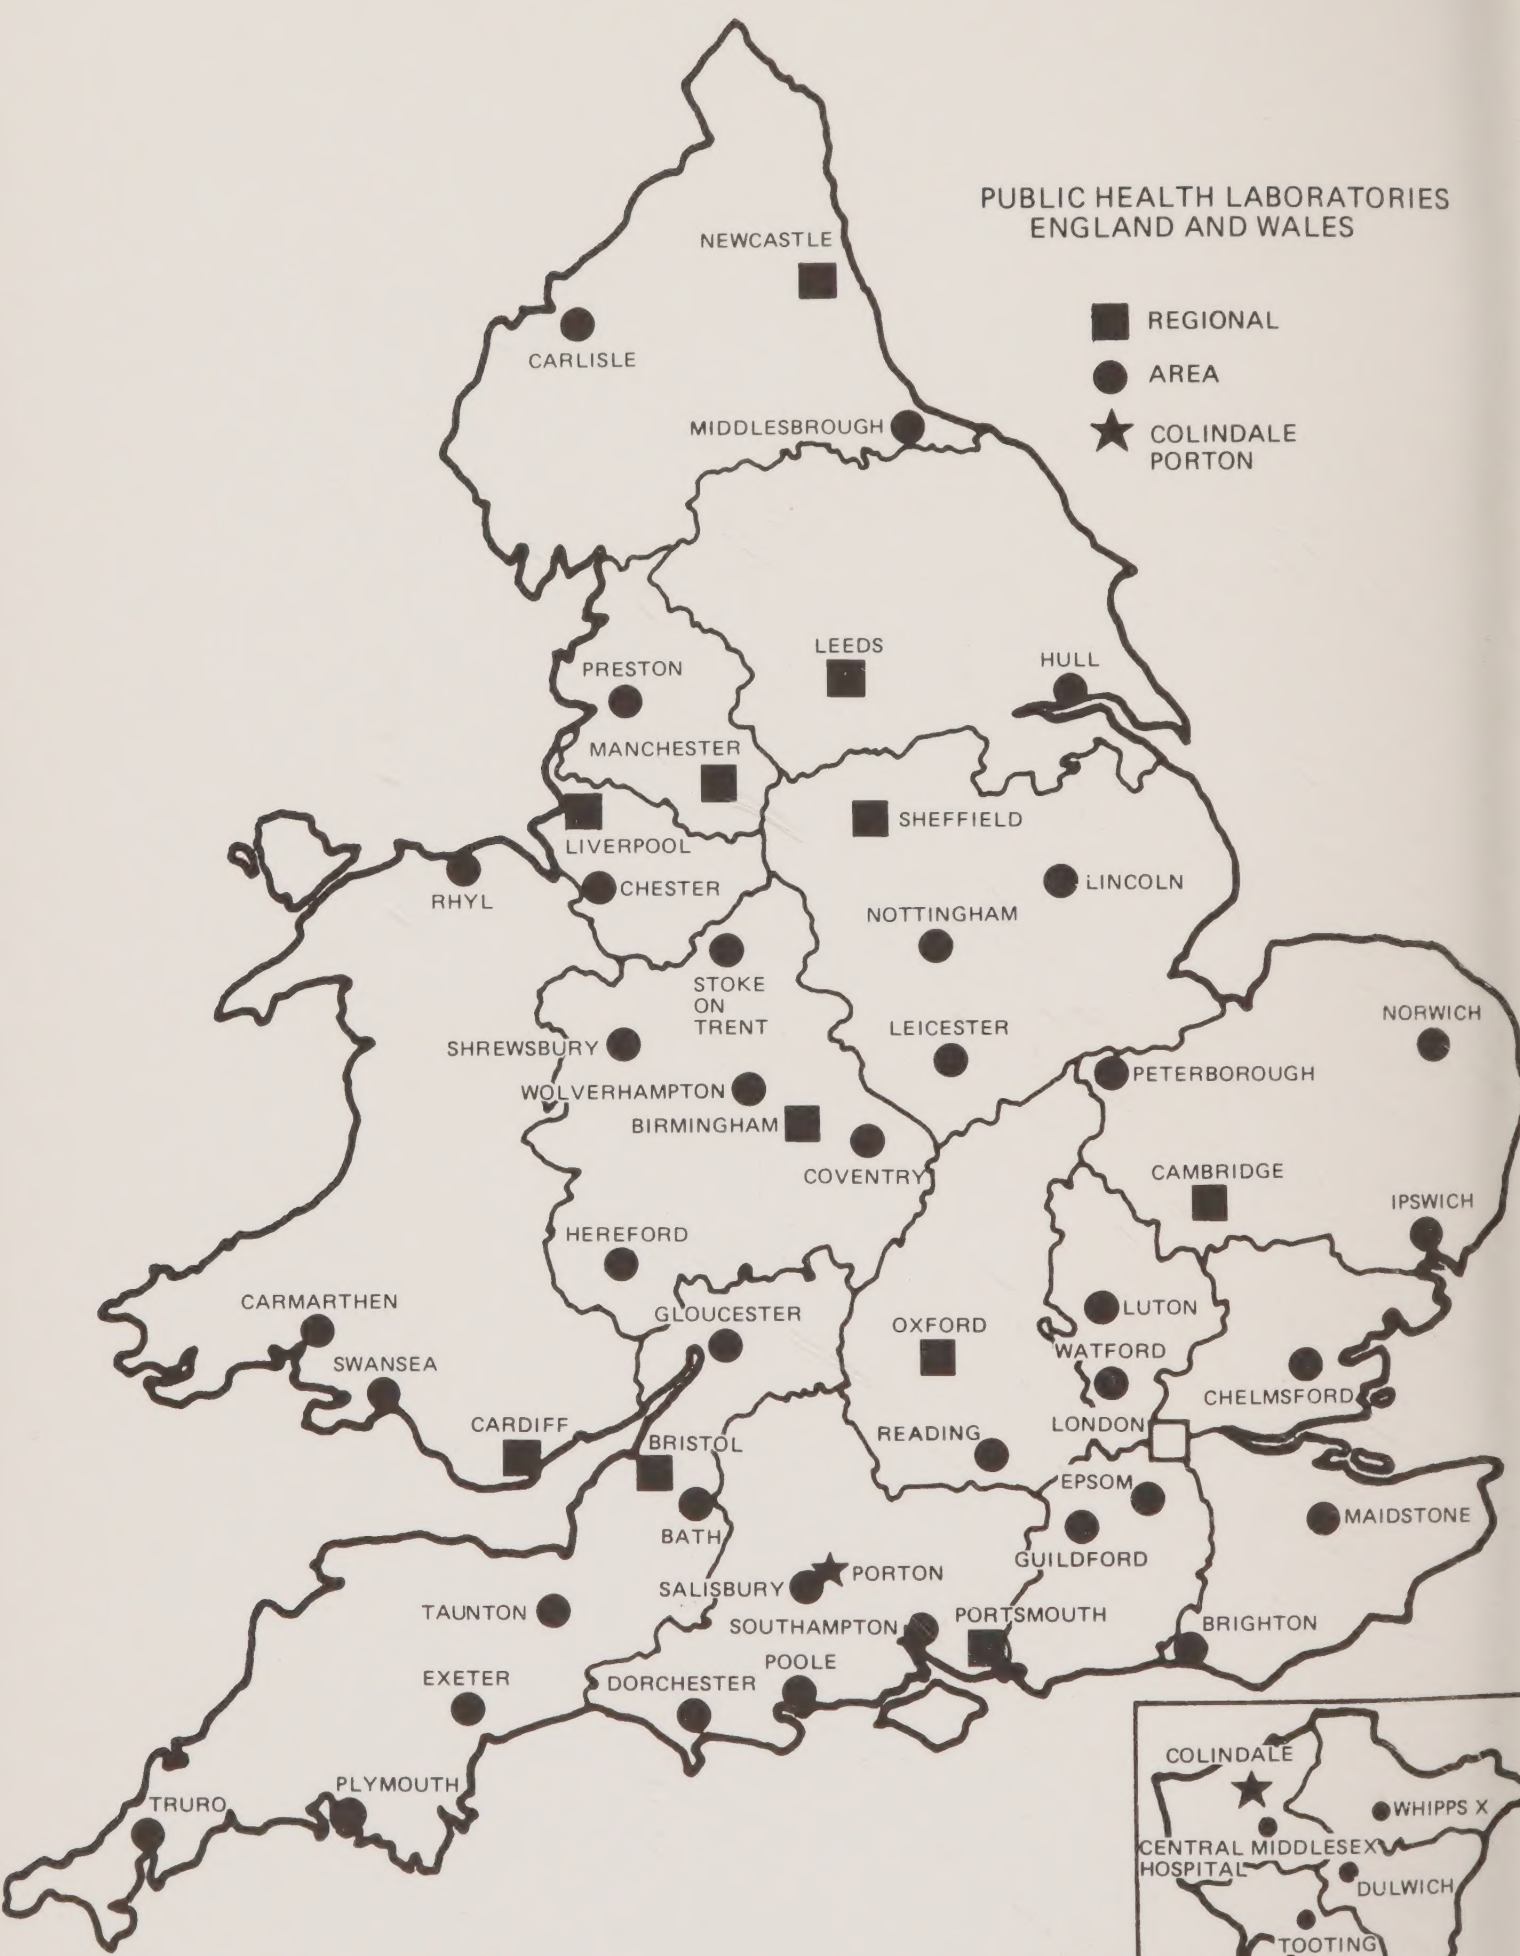 PUBLIC HEALTH LABORATORIES
ENGLAND AND WALES
NEWCASTLE
REGIONAL
CARLISLE
AREA
MIDDLESBROUGH
COLINDALE
PORTON
LEEDS
HULL
PRESTON
MANCHESTER
SHEFFIELD
LIVERPOOL
CHESTER
LINCOLN
RHYL
NOTTINGHAM
STOKE
ON
TRENT
NORWICH
LEICESTER
SHREWSBURY
PETERBOROUGH
WOLVERHAMPTON
BIRMINGHAM
COVENTRY
CAMBRIDGE
IPSWICH
HEREFORD
CARMARTHEN
LUTON
GLOUCESTER
OXFORD
WATFORD
SWANSEA
CHELMSFORD
CARDIFF
LONDON
READING
BRISTOL
EPSOM
MAIDSTONE
BATH
GUILDFORD
PORTON
SALISBURY
TAUNTON
PORTSMOUTH
BRIGHTON
SOUTHAMPTON
POOLE
EXETER
DORCHESTER
COLINDALE
PLYMOUTH
TRURO
WHIPPS X
CENTRAL MIDDLESEX
HOSPITAL
DULWICH
TOOTING